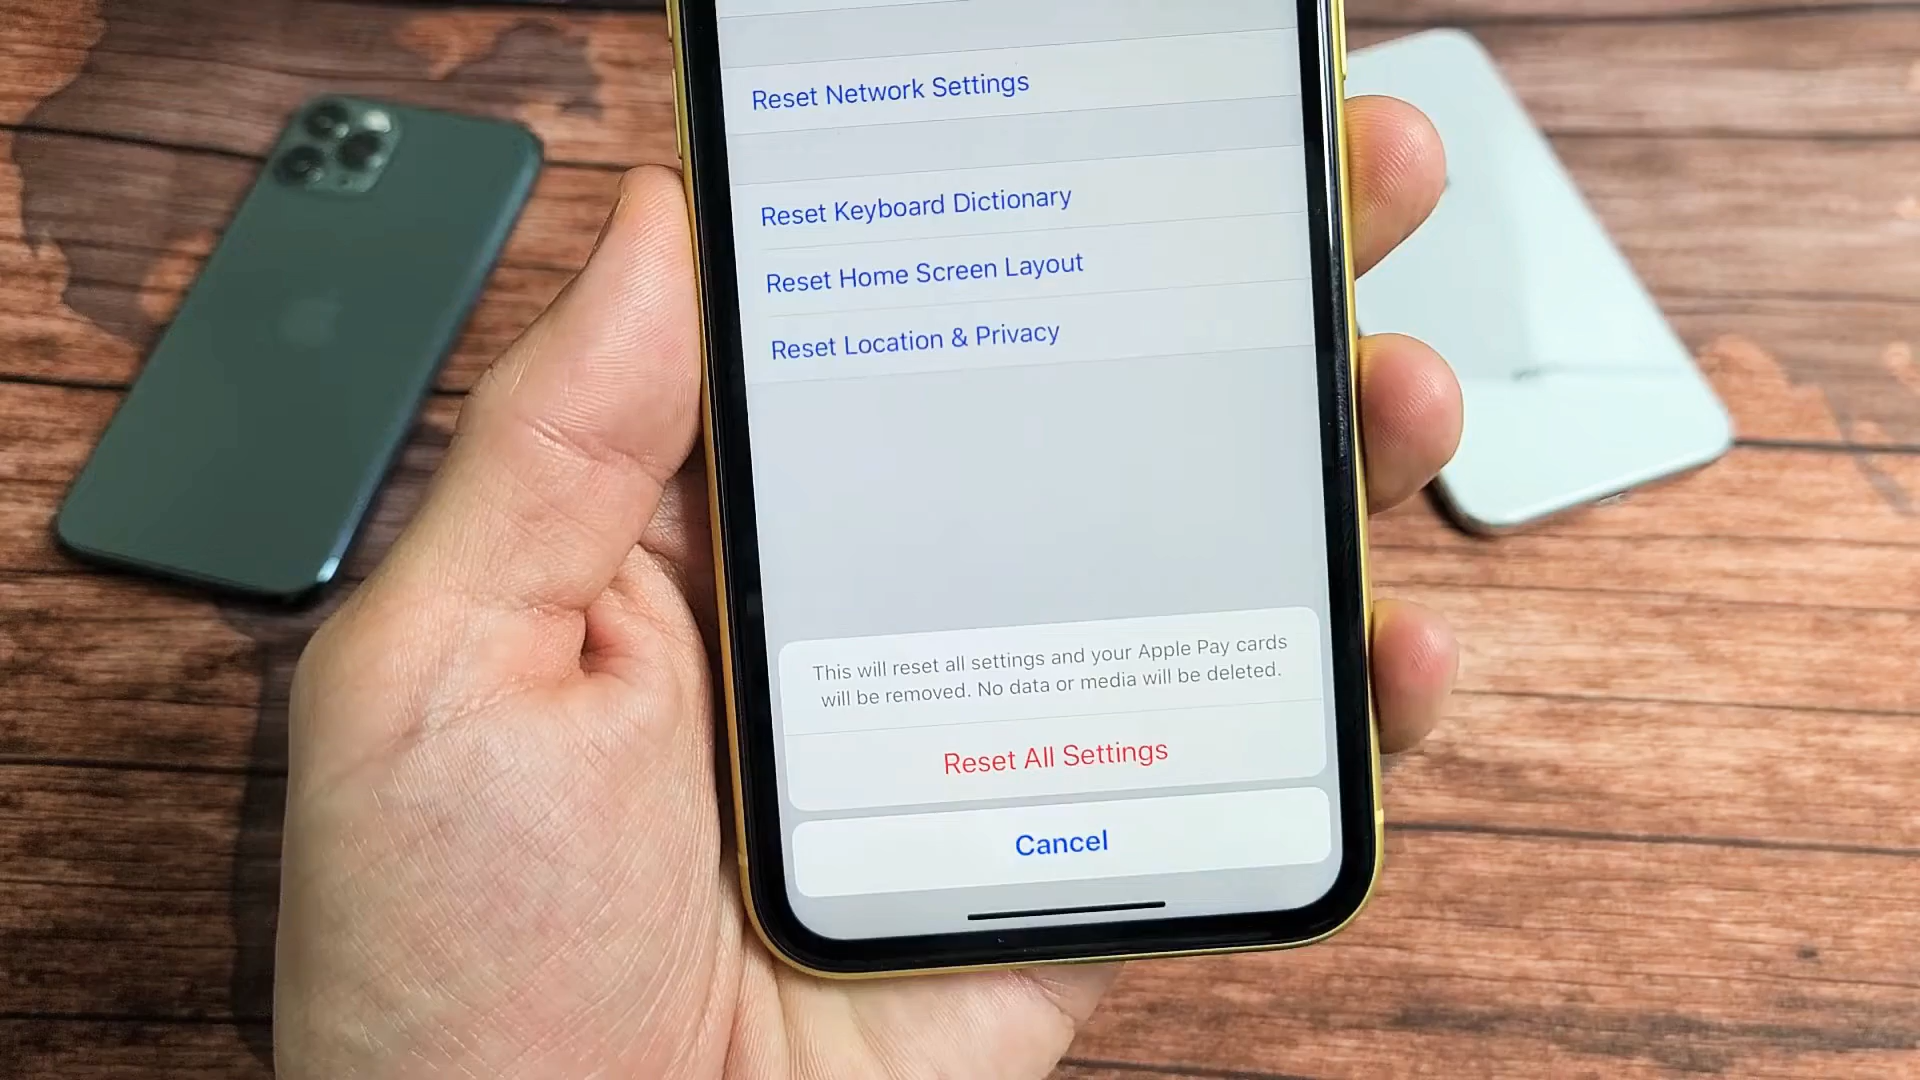 Reset Network Settings
Reset Keyboard Dictionary
Reset Home Screen Layout
Reset Location & Privacy
This will reset all settings and your Apple Pay cards
will be removed. No data or media will be deleted.
Reset All Settings
Cancel